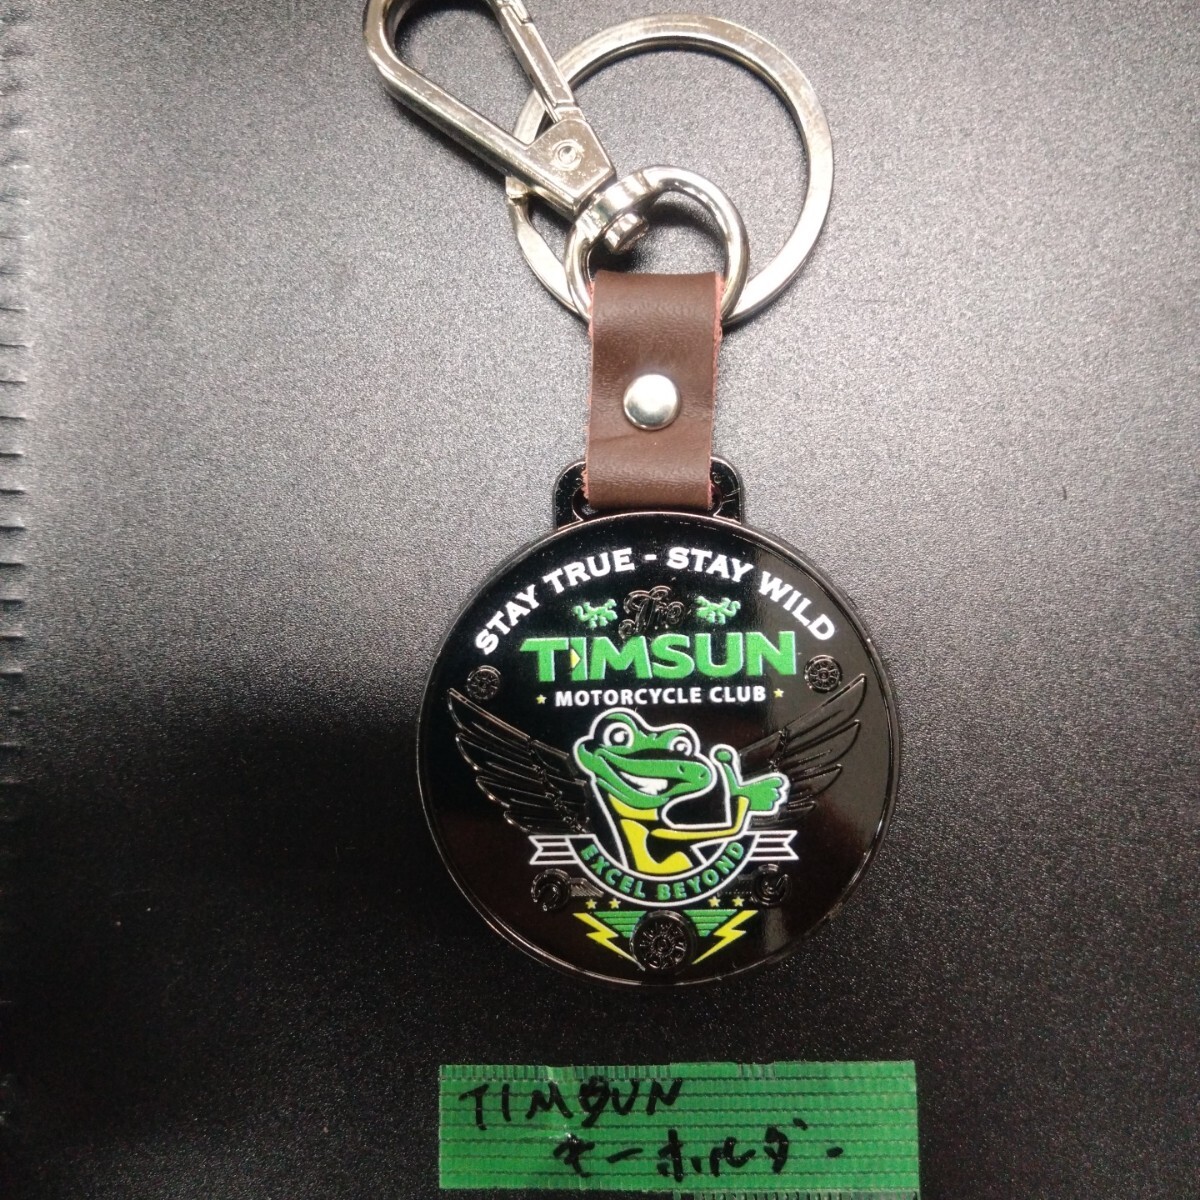 STAY TRUE - STAY WILD
The
TIMSUN
MOTORCYCLE CLUB
EXCEL BEYOND
TIMSUN
キーホルダー